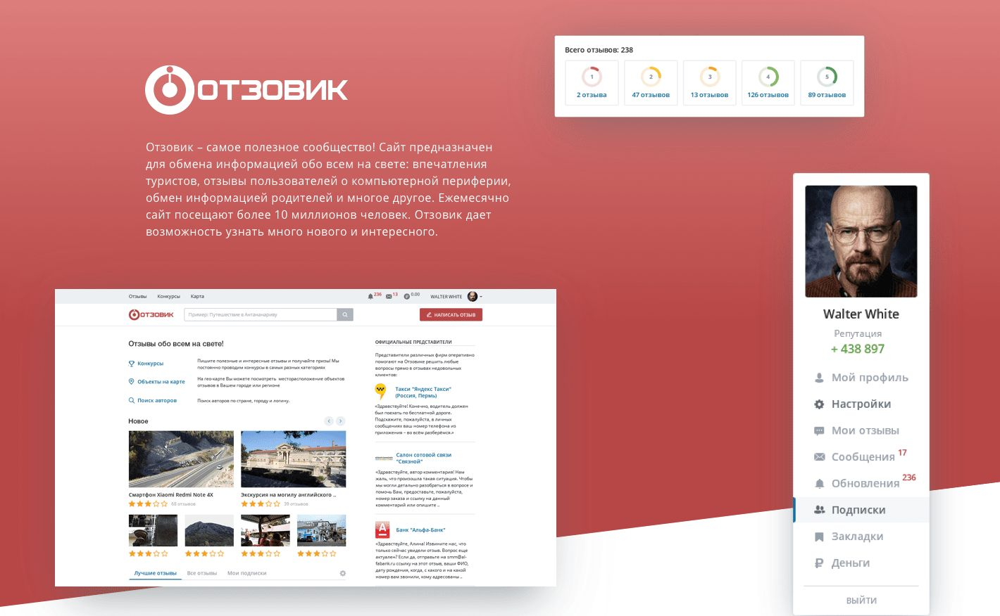 ОТЗОВИК
Отзовик – самое полезное сообщество! Сайт предназначен
для обмена информацией обо всем на свете: впечатления
туристов, отзывы пользователей о компьютерной периферии,
обмен информацией родителей и многое другое. Ежемесячно
сайт посещают более 10 миллионов человек. Отзовик дает
возможность узнать много нового и интересного.
Всего отзывов: 238
1 2 3 4 5
2 отзыва 47 отзывов 13 отзывов 126 отзывов 89 отзывов
Отзывы Конкурсы Карта 236 13 0.00 WALTER WHITE
ОТЗОВИК Пример: Путешествие в Антананариву НАПИСАТЬ ОТЗЫВ
Отзывы обо всем на свете!
Конкурсы
Пишите полезные и интересные отзывы и получайте призы! Мы
постоянно проводим конкурсы в самых разных категориях
Объекты на карте
На гео-карте Вы можете посмотреть месторасположение объектов
отзывов в Вашем городе или регионе
Поиск авторов
Поиск авторов по стране, городу и логину.
Новое
Смартфон Xiaomi Redmi Note 4X
68 отзывов
Экскурсия на могилу английского ..
39 отзывов
Лучшие отзывы Все отзывы Мои подписки
ОФИЦИАЛЬНЫЕ ПРЕДСТАВИТЕЛИ
Представители различных фирм оперативно
помогают на Отзовике решить любые
вопросы прямо в отзывах недовольных
клиентов:
Такси "Яндекс Такси"
(Россия, Пермь)
«Здравствуйте! Конечно, водитель должен
был поехать по бесплатной дороге.
Подскажите, пожалуйста, в личных
сообщениях ваш номер телефона из
приложения – во всём разберёмся.»
Салон сотовой связи
"Связной"
«Здравствуйте, автор комментария! Нам
жаль, что произошла такая ситуация. Чтобы
мы могли детально разобраться в вопросе и
помочь Вам, предоставьте, пожалуйста,
номер заказа и ссылку на данный
комментарий или опишите ..
Банк "Альфа-Банк"
«Здравствуйте, Алина! Извините нас, что
только сейчас увидели отзыв. Вопрос еще
актуален? Если да, отправьте на smm@al-
fabank.ru ссылку на этот отзыв, ваши ФИО,
дату рождения, когда, с какого и на какой
номер вам звонили, кому адресованы ..
Walter White
Репутация
+ 438 897
Мой профиль
Настройки
Мои отзывы
Сообщения 17
Обновления 236
Подписки
Закладки
Деньги
ВЫЙТИ